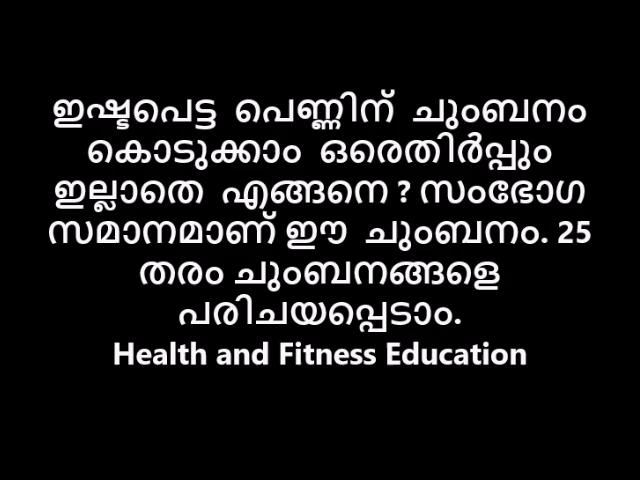 ഇഷ്ടപെട്ട പെണ്ണിന് ചുംബനം
കൊടുക്കാം ഒരെതിർപ്പും
ഇല്ലാതെ എങ്ങനെ ? സംഭോഗ
സമാനമാണ് ഈ ചുംബനം. 25
തരം ചുംബനങ്ങളെ
പരിചയപ്പെടാം.
Health and Fitness Education